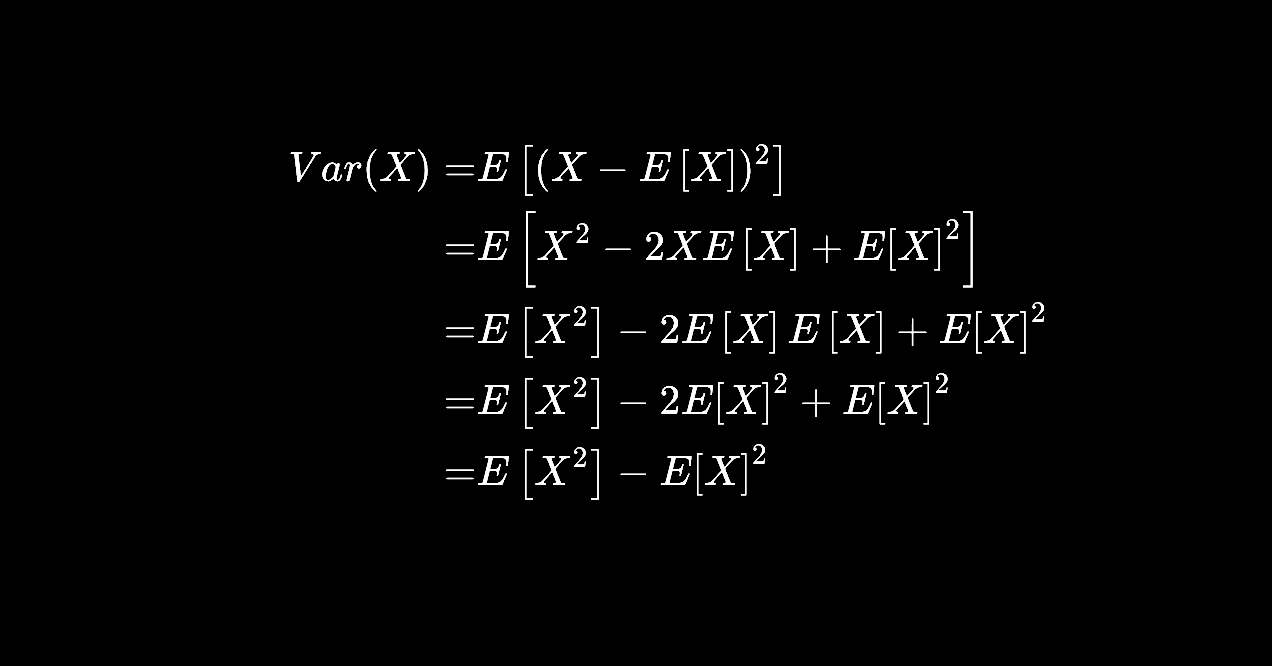 Var(X) =E [(X − E [X])²]
=E [X² − 2XE [X] + E[X]²]
=E [X²] − 2E [X] E [X] + E[X]²
=E [X²] − 2E[X]² + E[X]²
=E [X²] − E[X]²